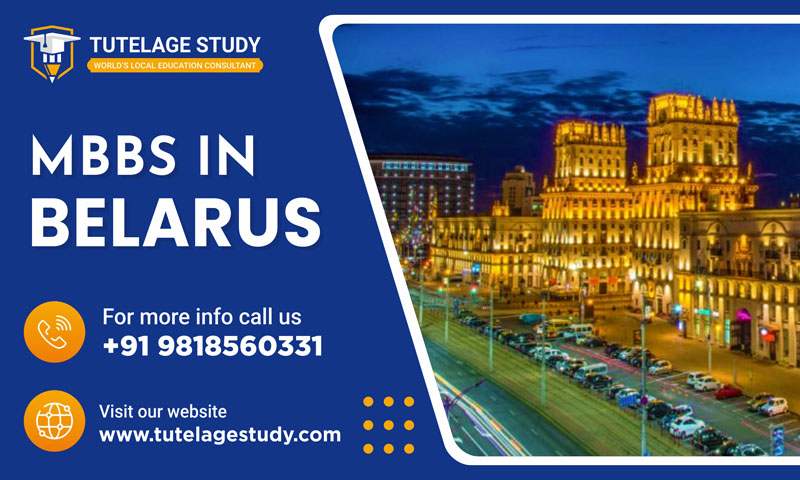 TUTELAGE STUDY
WORLD'S LOCAL EDUCATION CONSULTANT
MBBS IN
BELARUS
For more info call us
+91 9818560331
Visit our website
www.tutelagestudy.com